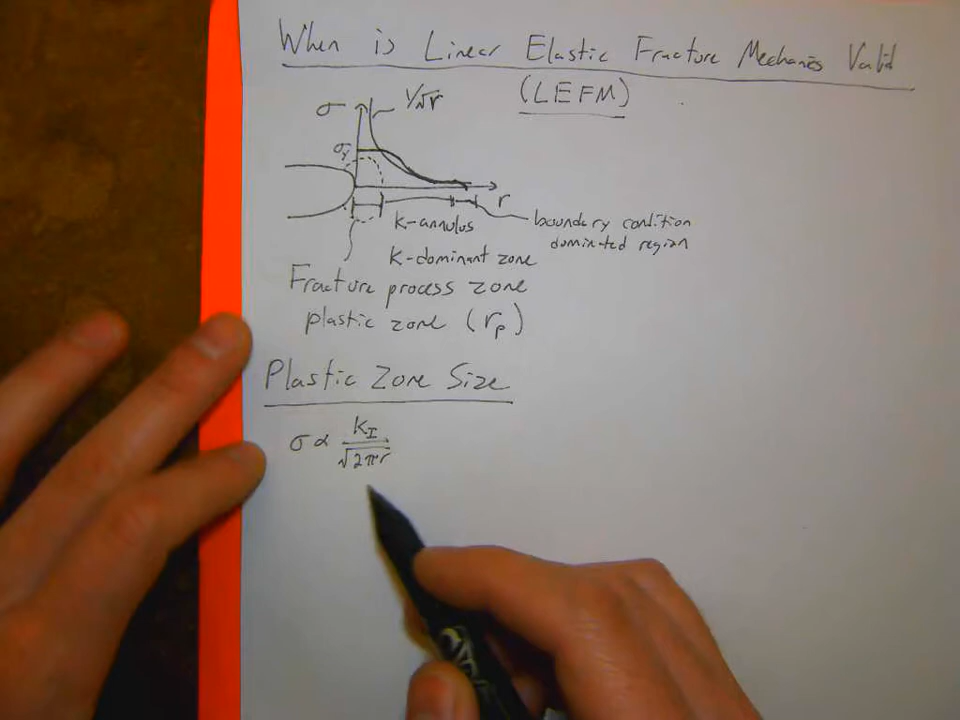 When is Linear Elastic Fracture Mechanics Valid
(LEFM)
σ
1/√r
σy
r
K-annulus
boundary condition
dominated region
K-dominant zone
Fracture process zone
plastic zone (rp)
Plastic Zone Size
σ ∝ KI/√2πr